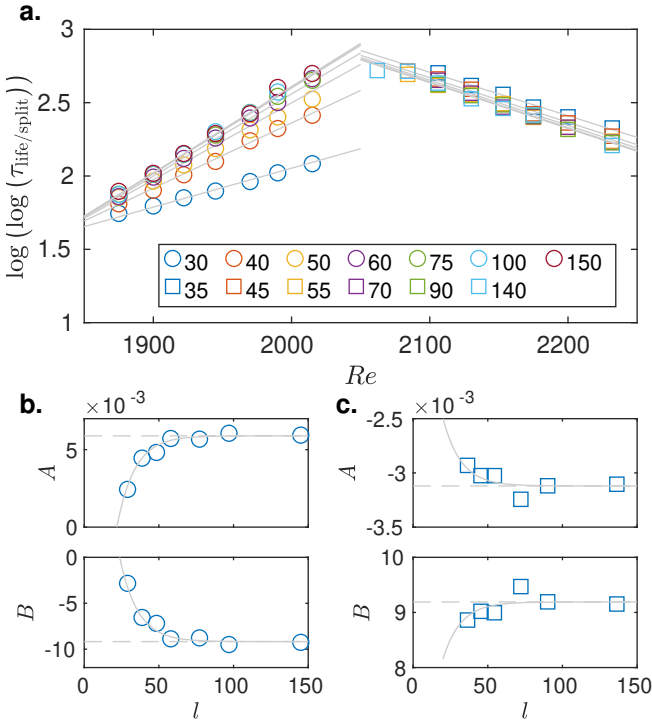 a.
log (log (τlife/split))
3
2.5
2
1.5
1
1900 2000 2100 2200
Re
30 40 50 60 75 100 150
35 45 55 70 90 140
b. c.
×10⁻³
A
5
0
B
0
-5
-10
0 50 100 150
l
×10⁻³
A
-2.5
-3
-3.5
B
10
9
8
0 50 100 150
l